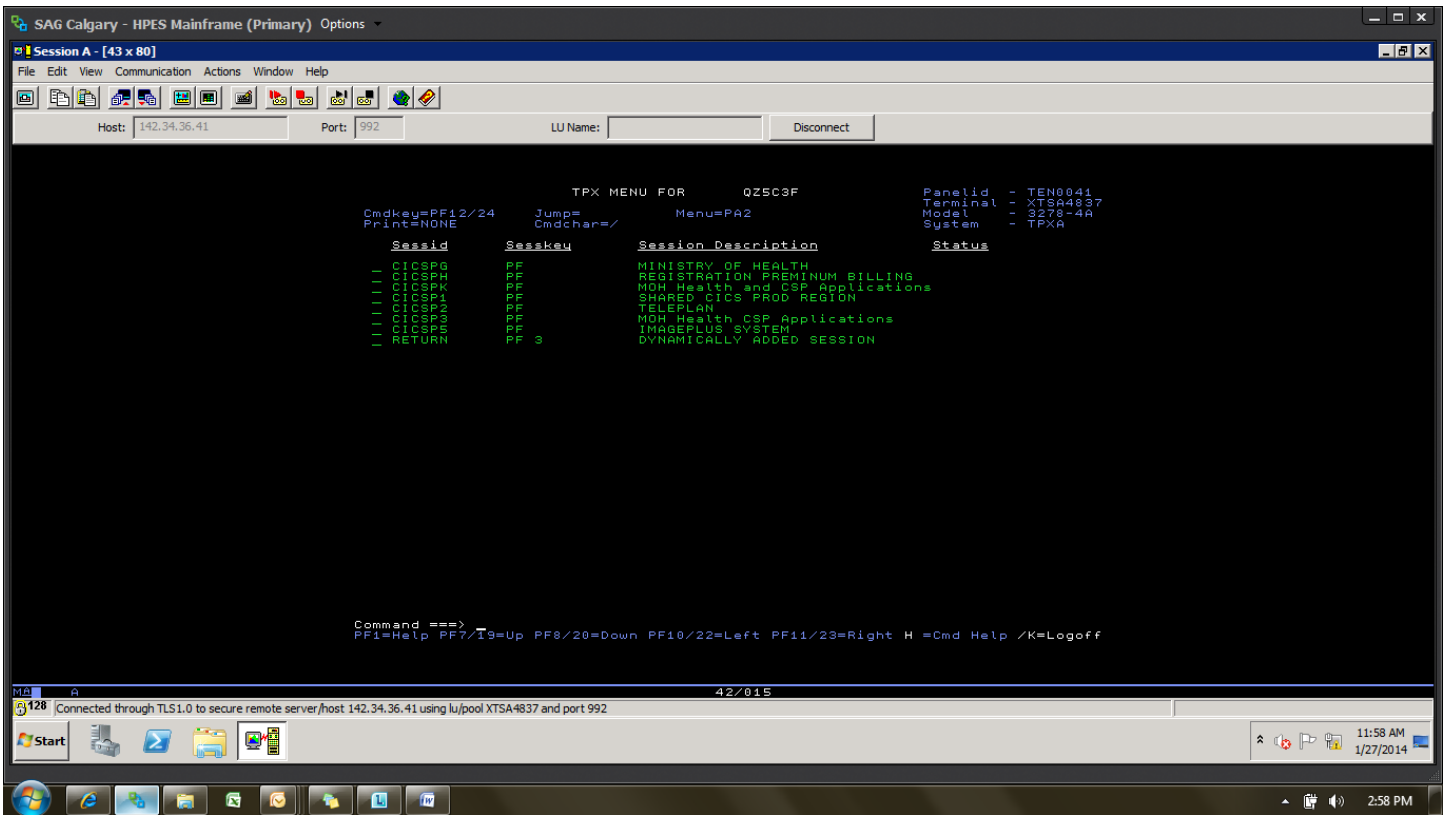 SAG Calgary - HPES Mainframe (Primary) Options
Session A - [43 x 80]
File Edit View Communication Actions Window Help
Host: 142.34.36.41 Port: 992 LU Name: Disconnect
TPX MENU FOR QZ5C3F Panelid - TEN0041
Terminal - XTSA4837
Cmdkey=PF12/24 Jump= Menu=PA2 Model - 3278-4A
Print=NONE Cmdchar=/ System - TPXA
Sessid Sesskey Session Description Status
_ CICSPG PF MINISTRY OF HEALTH
_ CICSPH PF REGISTRATION PREMINUM BILLING
_ CICSPK PF MOH Health and CSP Applications
_ CICSP1 PF SHARED CICS PROD REGION
_ CICSP2 PF TELEPLAN
_ CICSP3 PF MOH Health CSP Applications
_ CICSP5 PF IMAGEPLUS SYSTEM
_ RETURN PF 3 DYNAMICALLY ADDED SESSION
Command ===> _
PF1=Help PF7/19=Up PF8/20=Down PF10/22=Left PF11/23=Right H =Cmd Help /K=Logoff
MA A 42/015
128 Connected through TLS1.0 to secure remote server/host 142.34.36.41 using lu/pool XTSA4837 and port 992
Start 11:58 AM
1/27/2014
2:58 PM